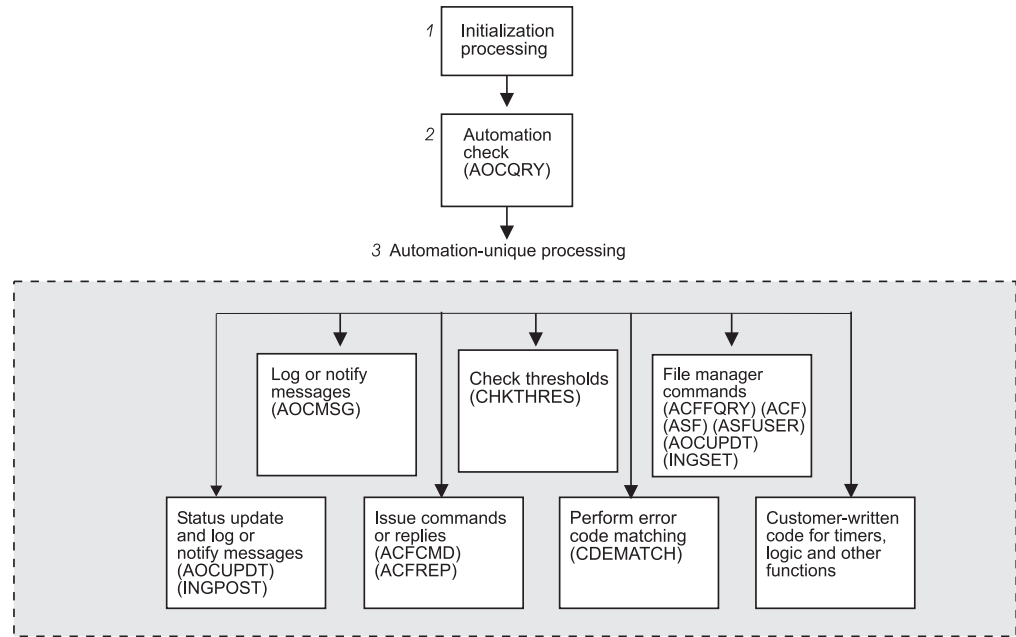 1 Initialization
processing
2 Automation
check
(AOCQRY)
3 Automation-unique processing
Log or notify
messages
(AOCMSG)
Check thresholds
(CHKTHRES)
File manager
commands
(ACFFQRY) (ACF)
(ASF) (ASFUSER)
(AOCUPDT)
(INGSET)
Status update
and log or
notify messages
(AOCUPDT)
(INGPOST)
Issue commands
or replies
(ACFCMD)
(ACFREP)
Perform error
code matching
(CDEMATCH)
Customer-written
code for timers,
logic and other
functions